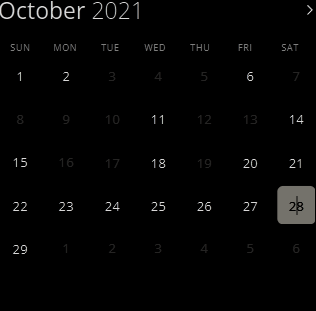 October 2021 >
SUN MON TUE WED THU FRI SAT
1 2 3 4 5 6 7
8 9 10 11 12 13 14
15 16 17 18 19 20 21
22 23 24 25 26 27 28
29 1 2 3 4 5 6